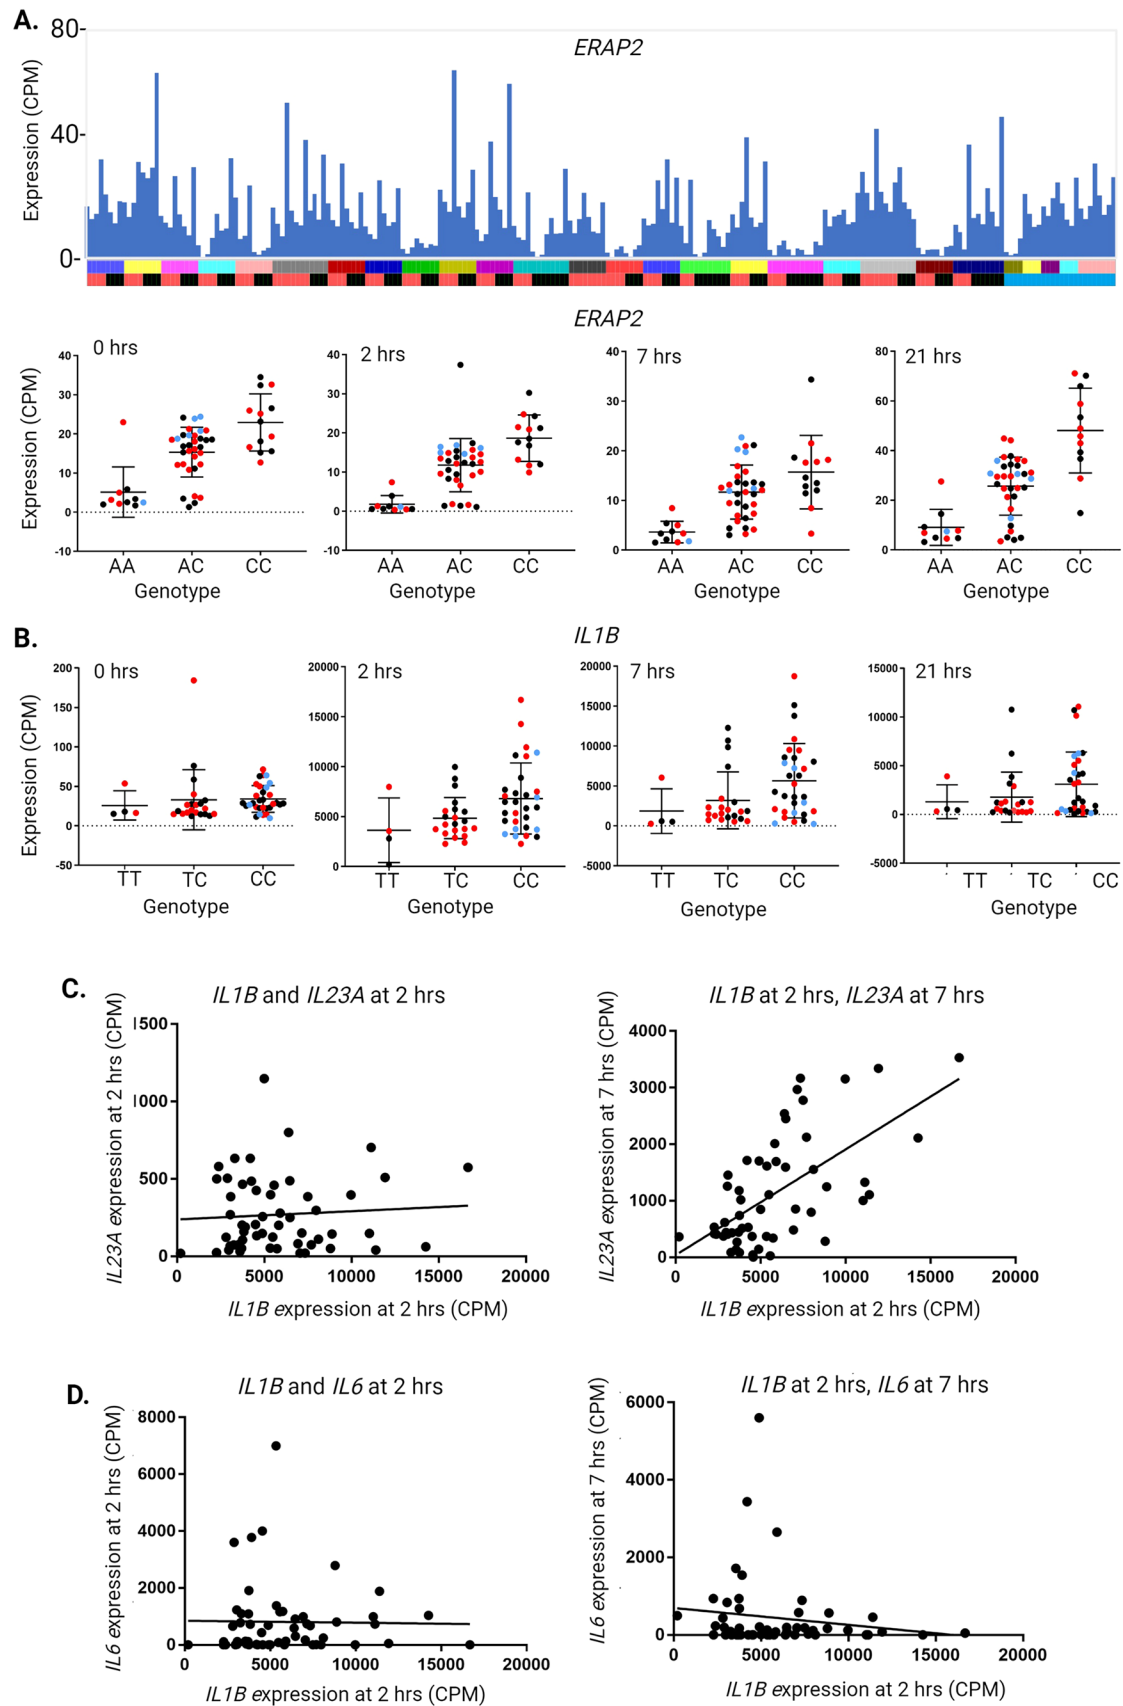 A.
80-
ERAP2
40-
0-
Expression (CPM)
ERAP2
0 hrs
2 hrs
7 hrs
21 hrs
Expression (CPM)
40
30
20
10
0
-10
40
30
20
10
0
-10
40
30
20
10
0
80
60
40
20
0
AA AC CC
AA AC CC
AA AC CC
AA AC CC
Genotype
Genotype
Genotype
Genotype
B.
IL1B
0 hrs
2 hrs
7 hrs
21 hrs
Expression (CPM)
200
150
100
50
0
-50
20000
15000
10000
5000
0
20000
15000
10000
5000
0
-5000
15000
10000
5000
0
-5000
TT TC CC
TT TC CC
TT TC CC
TT TC CC
Genotype
Genotype
Genotype
Genotype
C.
IL1B and IL23A at 2 hrs
IL23A expression at 2 hrs (CPM)
1500
1000
500
0
0 5000 10000 15000 20000
IL1B expression at 2 hrs (CPM)
IL1B at 2 hrs, IL23A at 7 hrs
IL23A expression at 7 hrs (CPM)
4000
3000
2000
1000
0
0 5000 10000 15000 20000
IL1B expression at 2 hrs (CPM)
D.
IL1B and IL6 at 2 hrs
IL6 expression at 2 hrs (CPM)
8000
6000
4000
2000
0
0 5000 10000 15000 20000
IL1B expression at 2 hrs (CPM)
IL1B at 2 hrs, IL6 at 7 hrs
IL6 expression at 7 hrs (CPM)
6000
4000
2000
0
0 5000 10000 15000 20000
IL1B expression at 2 hrs (CPM)